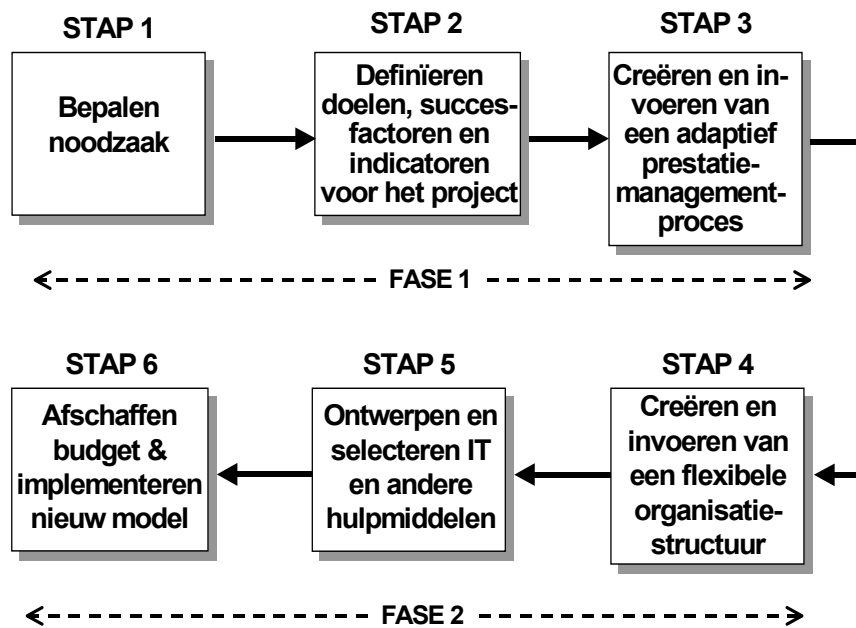 STAP 1
Bepalen
noodzaak
STAP 2
Definïeren
doelen, succes-
factoren en
indicatoren
voor het project
STAP 3
Creëren en in-
voeren van
een adaptief
prestatie-
management-
proces
FASE 1
STAP 4
Creëren en
invoeren van
een flexibele
organisatie-
structuur
STAP 5
Ontwerpen en
selecteren IT
en andere
hulpmiddelen
STAP 6
Afschaffen
budget &
implementeren
nieuw model
FASE 2